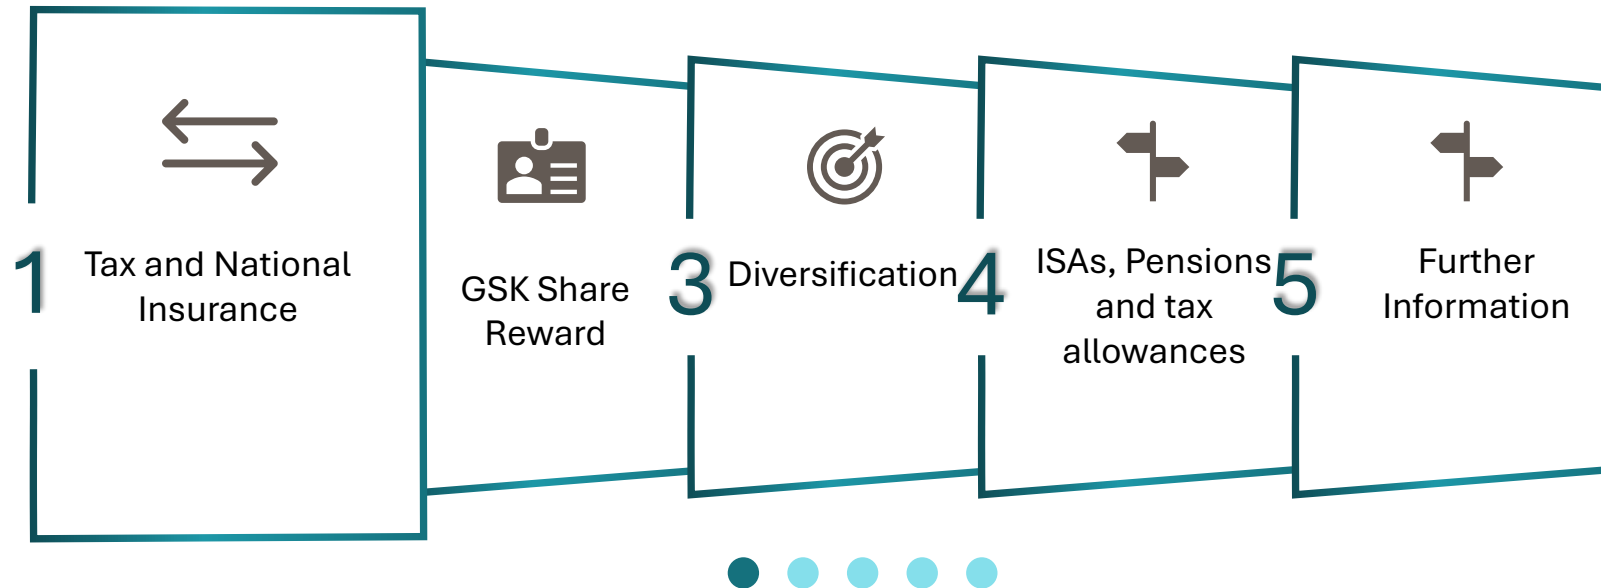 1
Tax and National
Insurance
GSK Share
Reward
3
Diversification
4
ISAs, Pensions
and tax
allowances
5
Further
Information